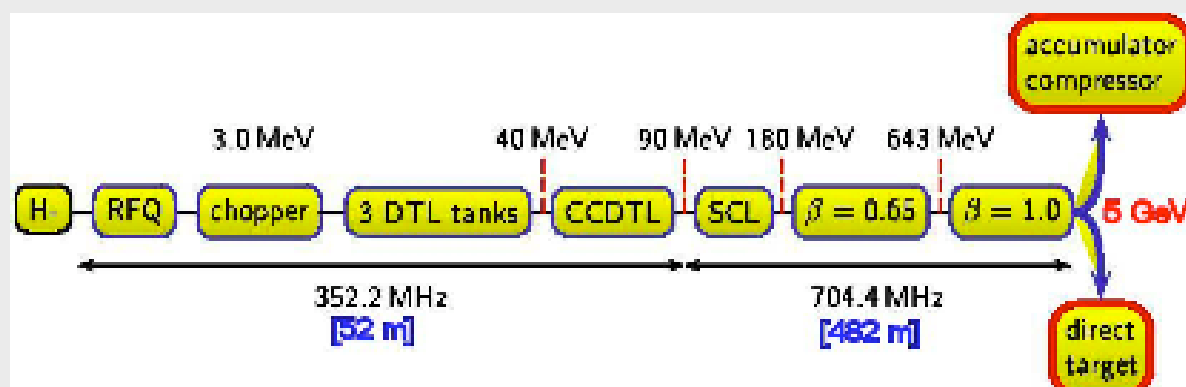 accumulator
compressor
3.0 MeV
40 MeV
90 MeV
180 MeV
643 MeV
H-
RFQ
chopper
3 DTL tanks
CCDTL
SCL
β = 0.65
β = 1.0
5 GeV
352.2 MHz
[52 m]
704.4 MHz
[482 m]
direct
target